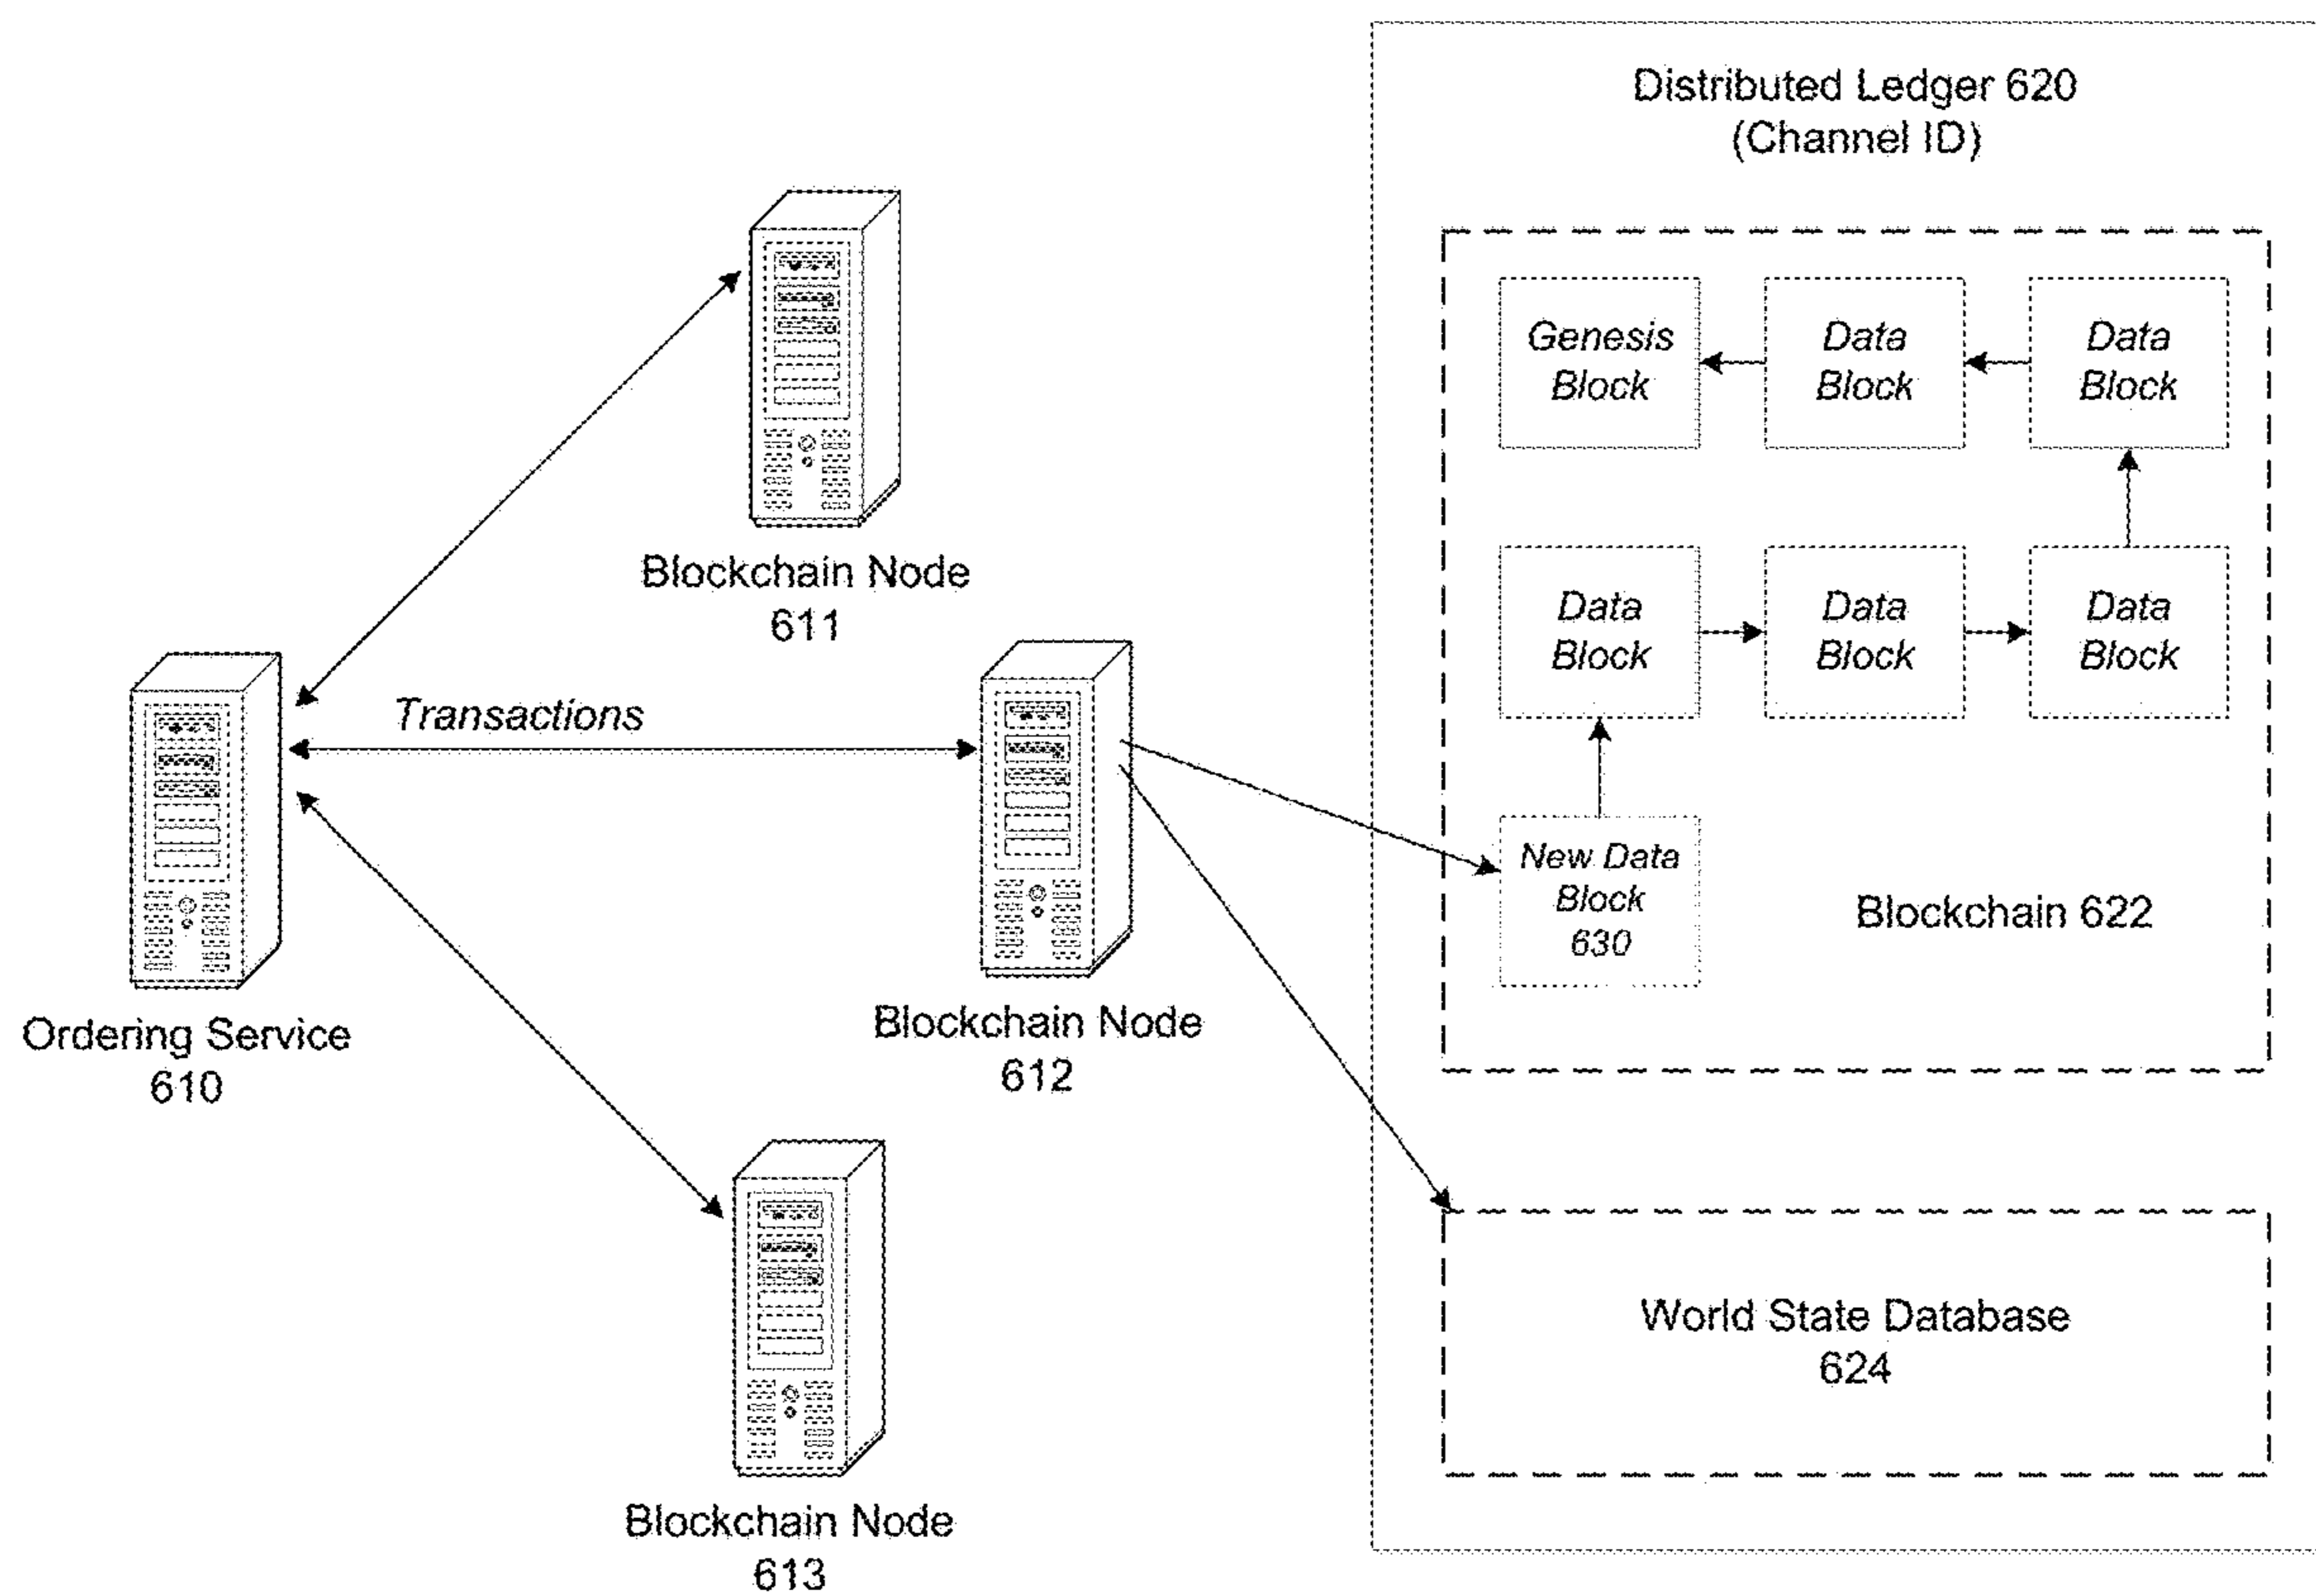 Distributed Ledger 620
(Channel ID)
Genesis
Block
Data
Block
Data
Block
Blockchain Node
611
Data
Block
Data
Block
Data
Block
Transactions
New Data
Block
630
Blockchain 622
Ordering Service
610
Blockchain Node
612
World State Database
624
Blockchain Node
613